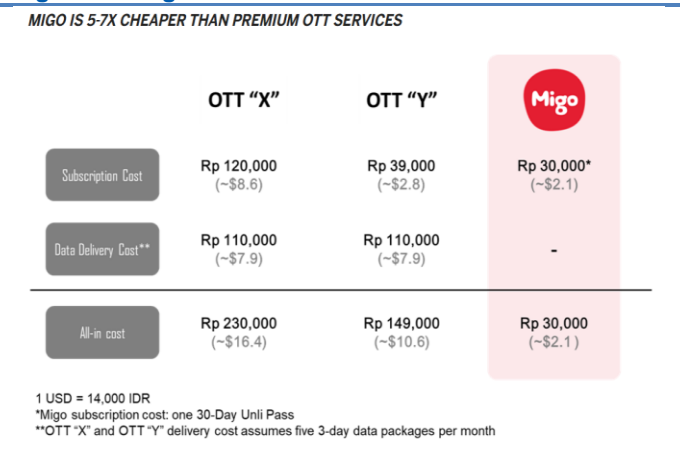 MIGO IS 5-7X CHEAPER THAN PREMIUM OTT SERVICES
OTT “X” OTT “Y” Migo
Subscription Cost Rp 120,000 Rp 39,000 Rp 30,000*
(~$8.6) (~$2.8) (~$2.1)
Data Delivery Cost** Rp 110,000 Rp 110,000 -
(~$7.9) (~$7.9)
All-in cost Rp 230,000 Rp 149,000 Rp 30,000
(~$16.4) (~$10.6) (~$2.1 )
1 USD = 14,000 IDR
*Migo subscription cost: one 30-Day Unli Pass
**OTT “X” and OTT “Y” delivery cost assumes five 3-day data packages per month